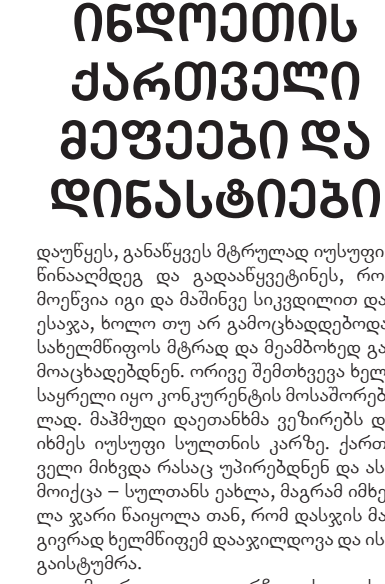 ინდოეთის
ქართველი
მეფეები და
დინასტიები
დაუწყეს, განაწყვეს მტრულად იუსუფი
წინააღმდეგ და გადააწყვეტინეს, რო
მოეწვია იგი და მაშინვე სიკვდილით და
ესაჯა, ხოლო თუ არ გამოცხადდებოდა
სახელმწიფოს მტრად და მეამბოხედ გა
მოაცხადებდნენ. ორივე შემთხვევა ხელ
საყრელი იყო კონკურენტის მოსაშორებ
ლად. მაჰმუდი დაეთანხმა ვეზირებს დ
იხმეს იუსუფი სულთნის კარზე. ქართ
ველი მიხვდა რასაც უპირებდნენ და ას
მოიქცა – სულთანს ეახლა, მაგრამ იმხე
ლა ჯარი წაიყოლა თან, რომ დასჯის მა
გივრად ხელმწიფემ დააჯილდოვა და ის
გაისტუმრა.